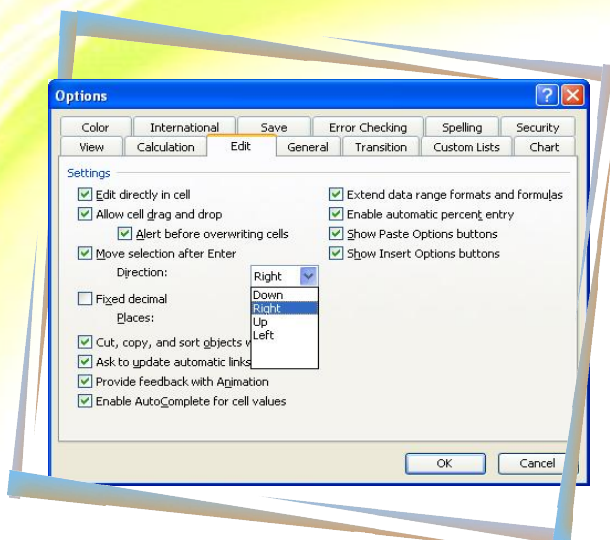 Options
Color International Save Error Checking Spelling Security
View Calculation Edit General Transition Custom Lists Chart
Settings
Edit directly in cell
Allow cell drag and drop
Alert before overwriting cells
Move selection after Enter
Direction: Right
Down
Right
Up
Left
Fixed decimal
Places:
Cut, copy, and sort objects
Ask to update automatic links
Provide feedback with Animation
Enable AutoComplete for cell values
Extend data range formats and formulas
Enable automatic percent entry
Show Paste Options buttons
Show Insert Options buttons
OK Cancel